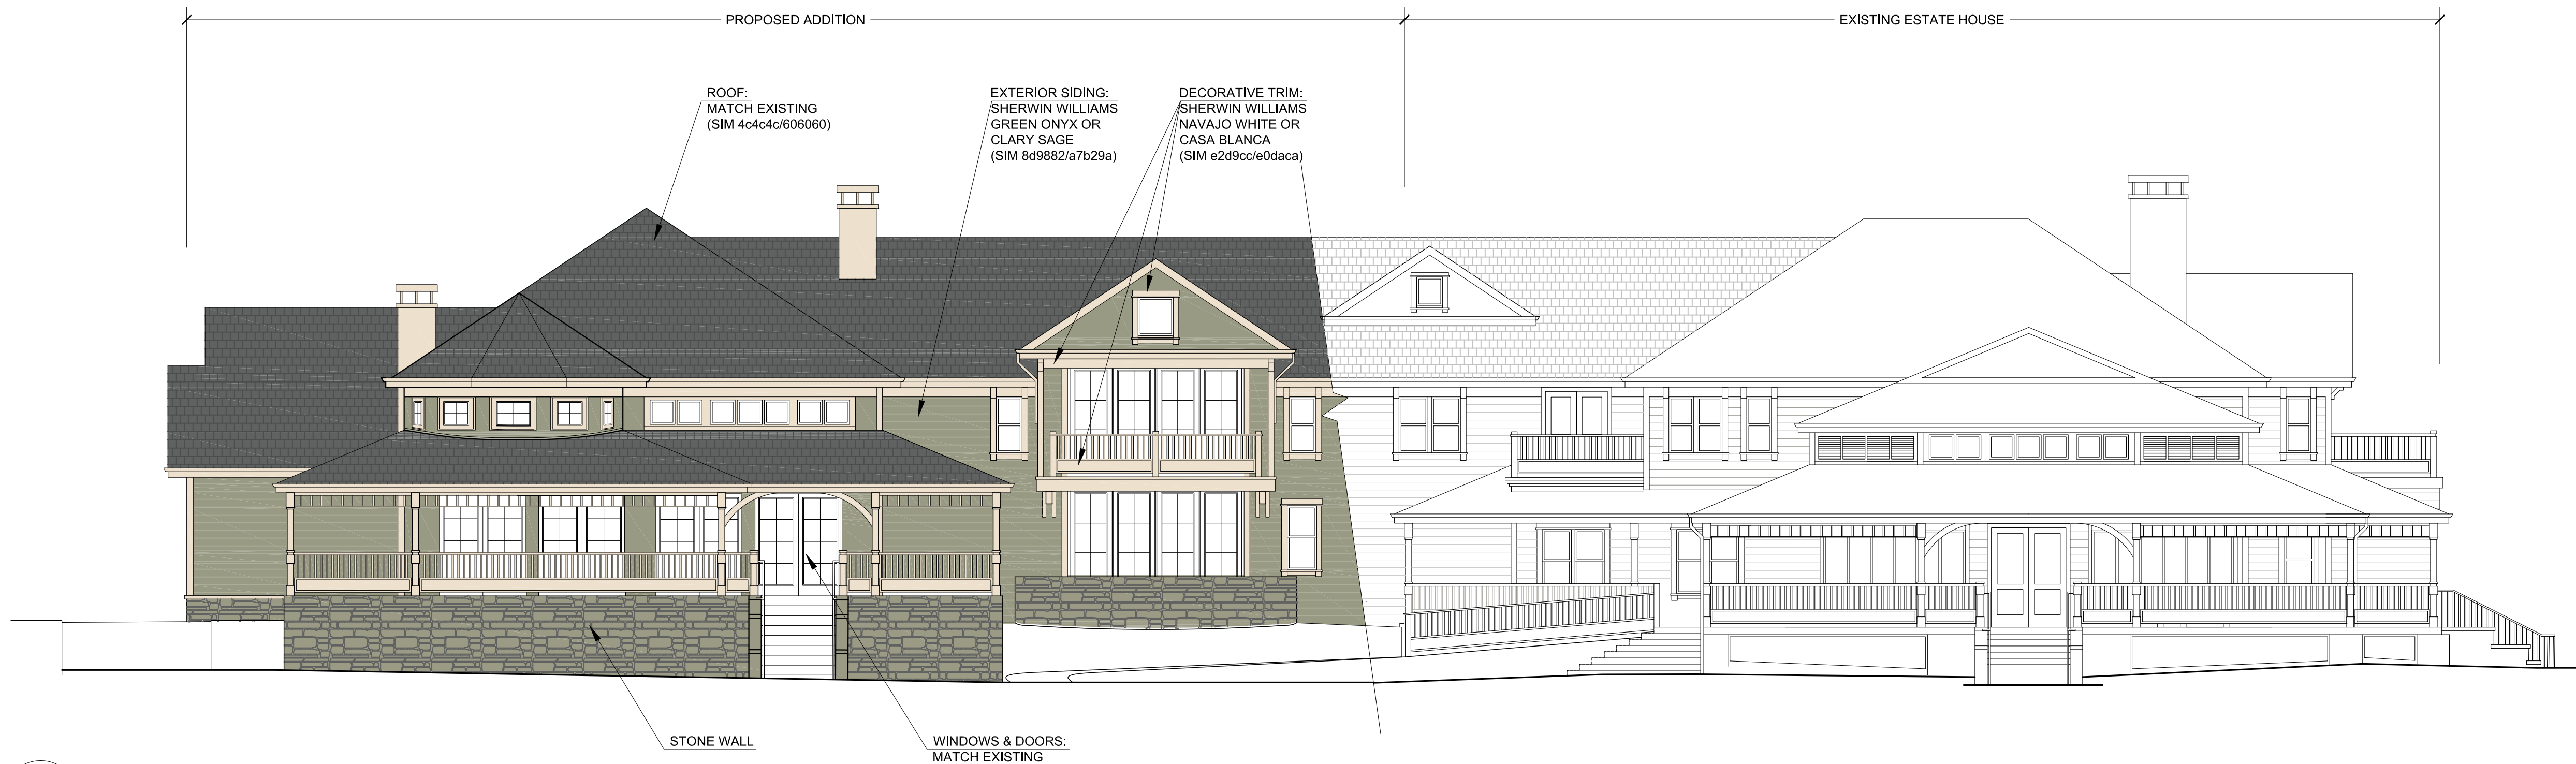 PROPOSED ADDITION
EXISTING ESTATE HOUSE
ROOF:
MATCH EXISTING
(SIM 4c4c4c/606060)
EXTERIOR SIDING:
SHERWIN WILLIAMS
GREEN ONYX OR
CLARY SAGE
(SIM 8d9882/a7b29a)
DECORATIVE TRIM:
SHERWIN WILLIAMS
NAVAJO WHITE OR
CASA BLANCA
(SIM e2d9cc/e0daca)
STONE WALL
WINDOWS & DOORS:
MATCH EXISTING